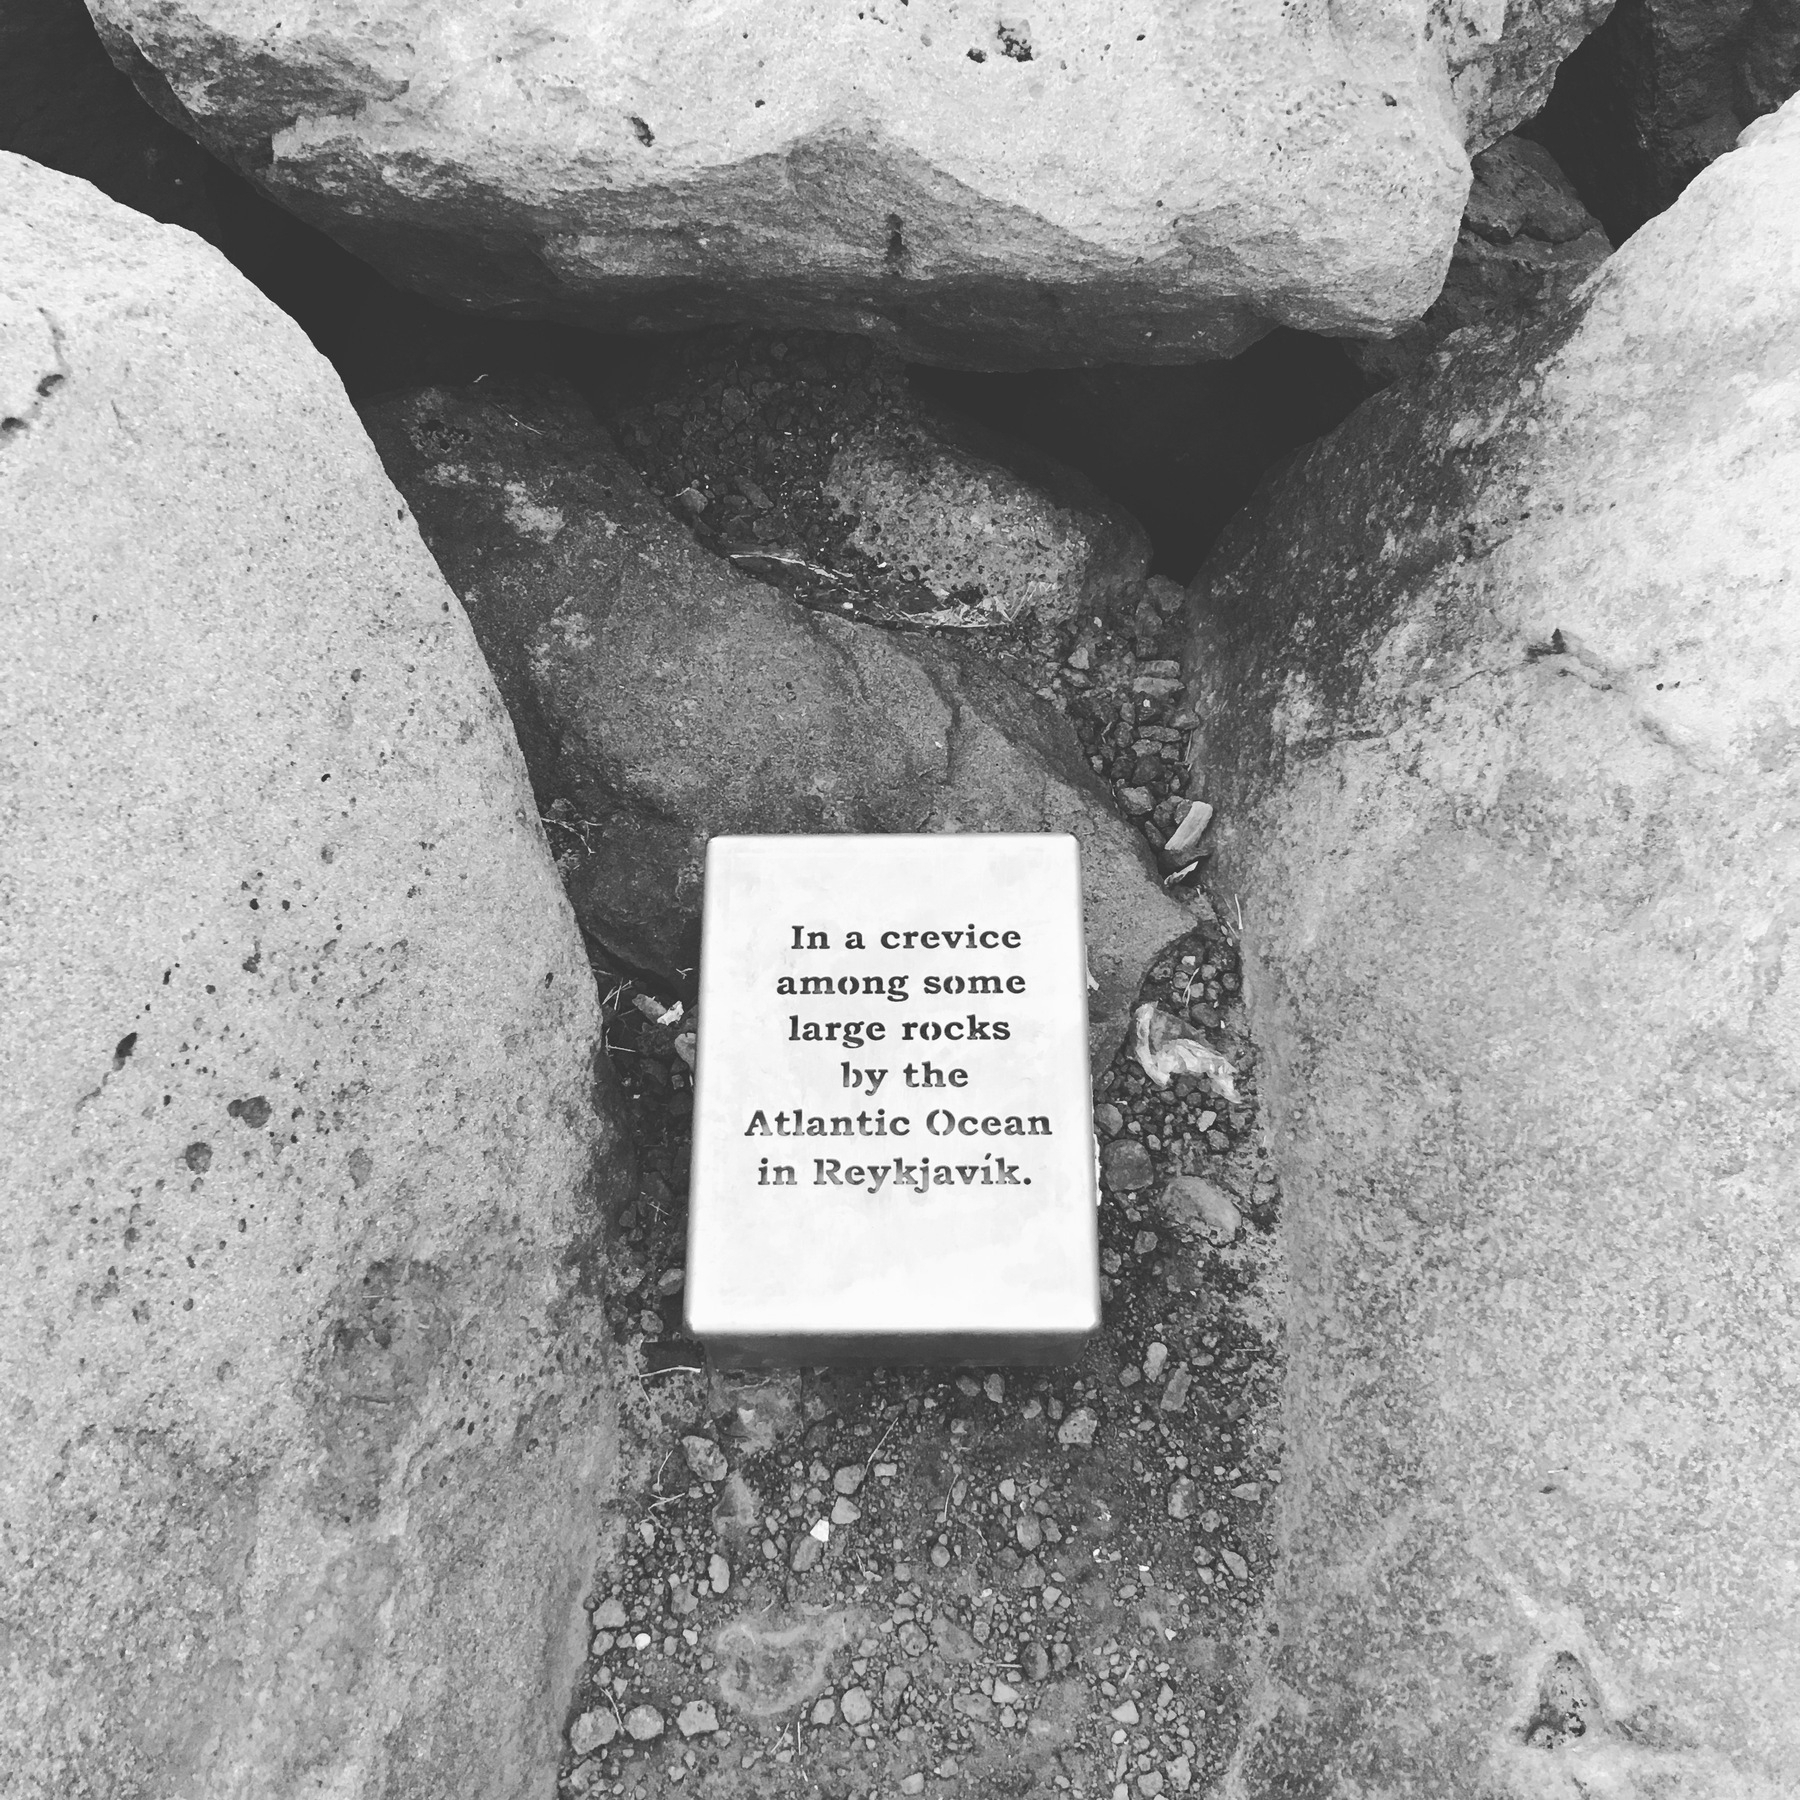 In a crevice
among some
large rocks
by the
Atlantic Ocean
in Reykjavík.